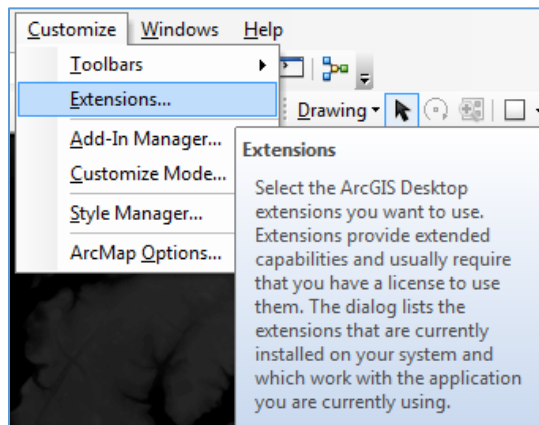 Customize Windows Help
Toolbars
Extensions...
Drawing
Add-In Manager...
Customize Mode...
Style Manager...
ArcMap Options...
Extensions
Select the ArcGIS Desktop
extensions you want to use.
Extensions provide extended
capabilities and usually require
that you have a license to use
them. The dialog lists the
extensions that are currently
installed on your system and
which work with the application
you are currently using.